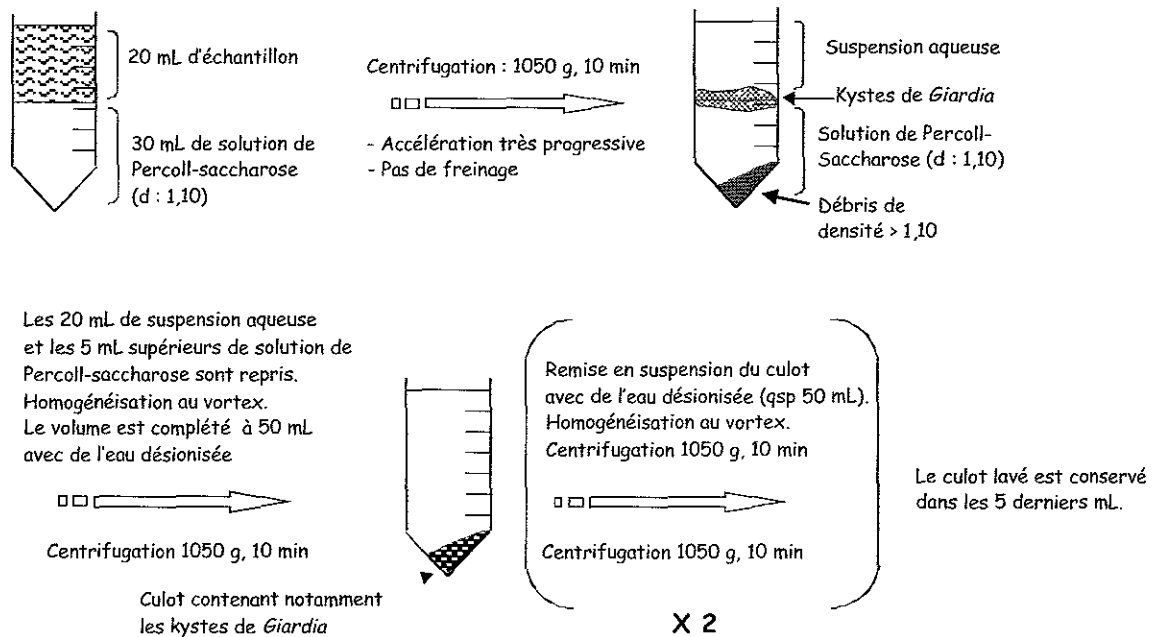 20 mL d'échantillon
30 mL de solution de
Percoll-saccharose
(d : 1,10)
Centrifugation : 1050 g, 10 min
- Accélération très progressive
- Pas de freinage
Suspension aqueuse
Kystes de Giardia
Solution de Percoll-
Saccharose (d : 1,10)
Débris de
densité > 1,10
Les 20 mL de suspension aqueuse
et les 5 mL supérieurs de solution de
Percoll-saccharose sont repris.
Homogénéisation au vortex.
Le volume est complété à 50 mL
avec de l'eau désionisée
Centrifugation 1050 g, 10 min
Culot contenant notamment
les kystes de Giardia
Remise en suspension du culot
avec de l'eau désionisée (qsp 50 mL).
Homogénéisation au vortex.
Centrifugation 1050 g, 10 min
Centrifugation 1050 g, 10 min
X 2
Le culot lavé est conservé
dans les 5 derniers mL.